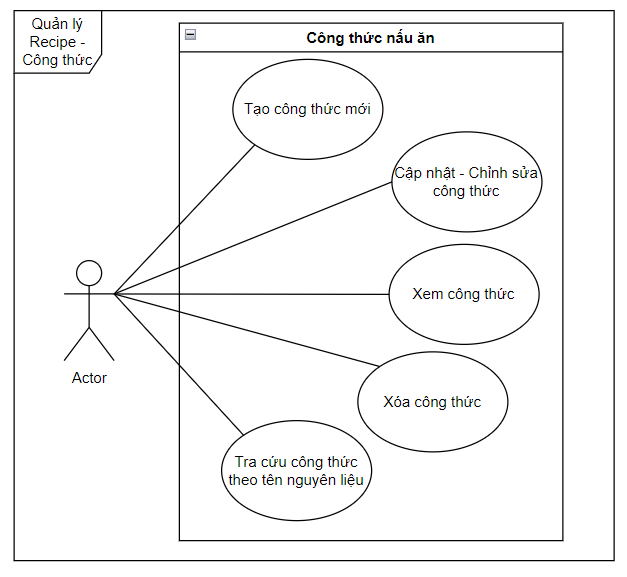 Quản lý
Recipe -
Công thức
Công thức nấu ăn
Tạo công thức mới
Cập nhật - Chỉnh sửa
công thức
Xem công thức
Actor
Xóa công thức
Tra cứu công thức
theo tên nguyên liệu